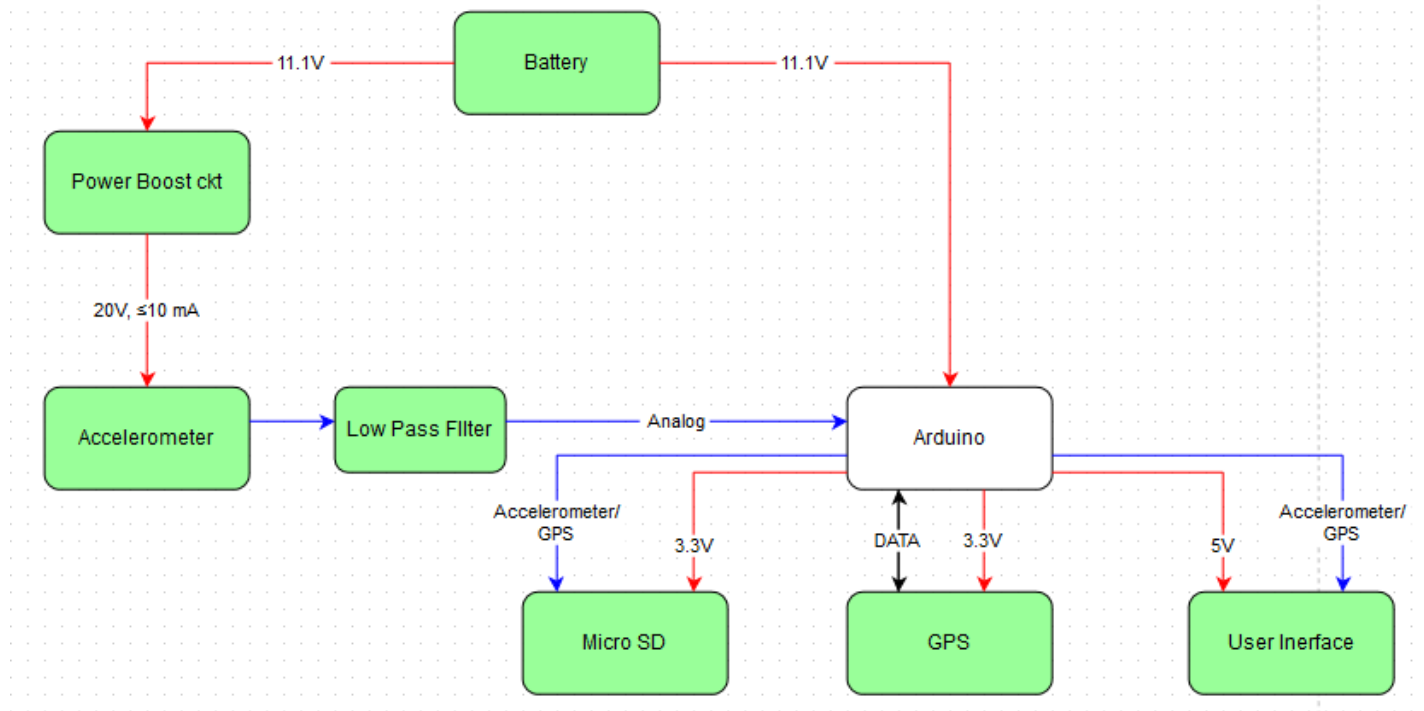 Battery
11.1V
11.1V
Power Boost ckt
20V, ≤10 mA
Accelerometer
Low Pass FIlter
Analog
Arduino
Accelerometer/
GPS
3.3V
DATA
3.3V
5V
Accelerometer/
GPS
Micro SD
GPS
User Inerface